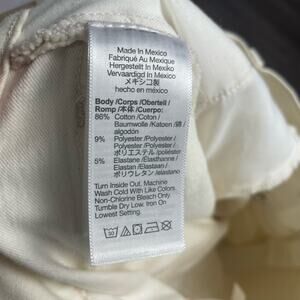 Made In Mexico
Fabriqué Au Mexique
Hergestellt In Mexiko
Vervaardigd In Mexico
メキシコ製
hecho en méxico
Body /Corps /Oberteil /
Romp /本体 /Cuerpo:
86% Cotton /Coton /
Baumwolle /Katoen /綿 /
algodón
9% Polyester /Polyester /
Polyester /Polyester /
ポリエステル /poliéster
5% Elastane /Élasthanne /
Elasthan /Elastaan /
ポリウレタン /elastano
Turn Inside Out. Machine
Wash Cold With Like Colors.
Non-Chlorine Bleach Only
Tumble Dry Low. Iron On
Lowest Setting.
30